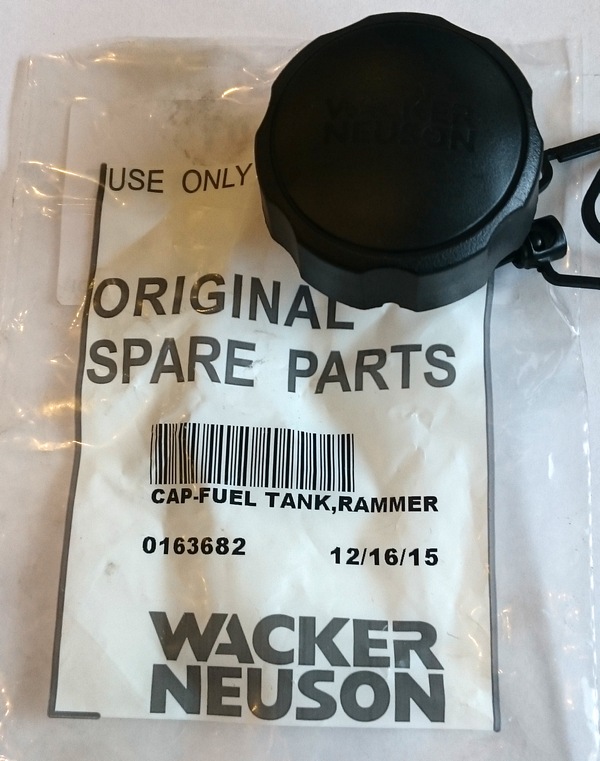 WACKER
NEUSON
USE ONLY
ORIGINAL
SPARE PARTS
CAP-FUEL TANK,RAMMER
0163682 12/16/15
WACKER
NEUSON